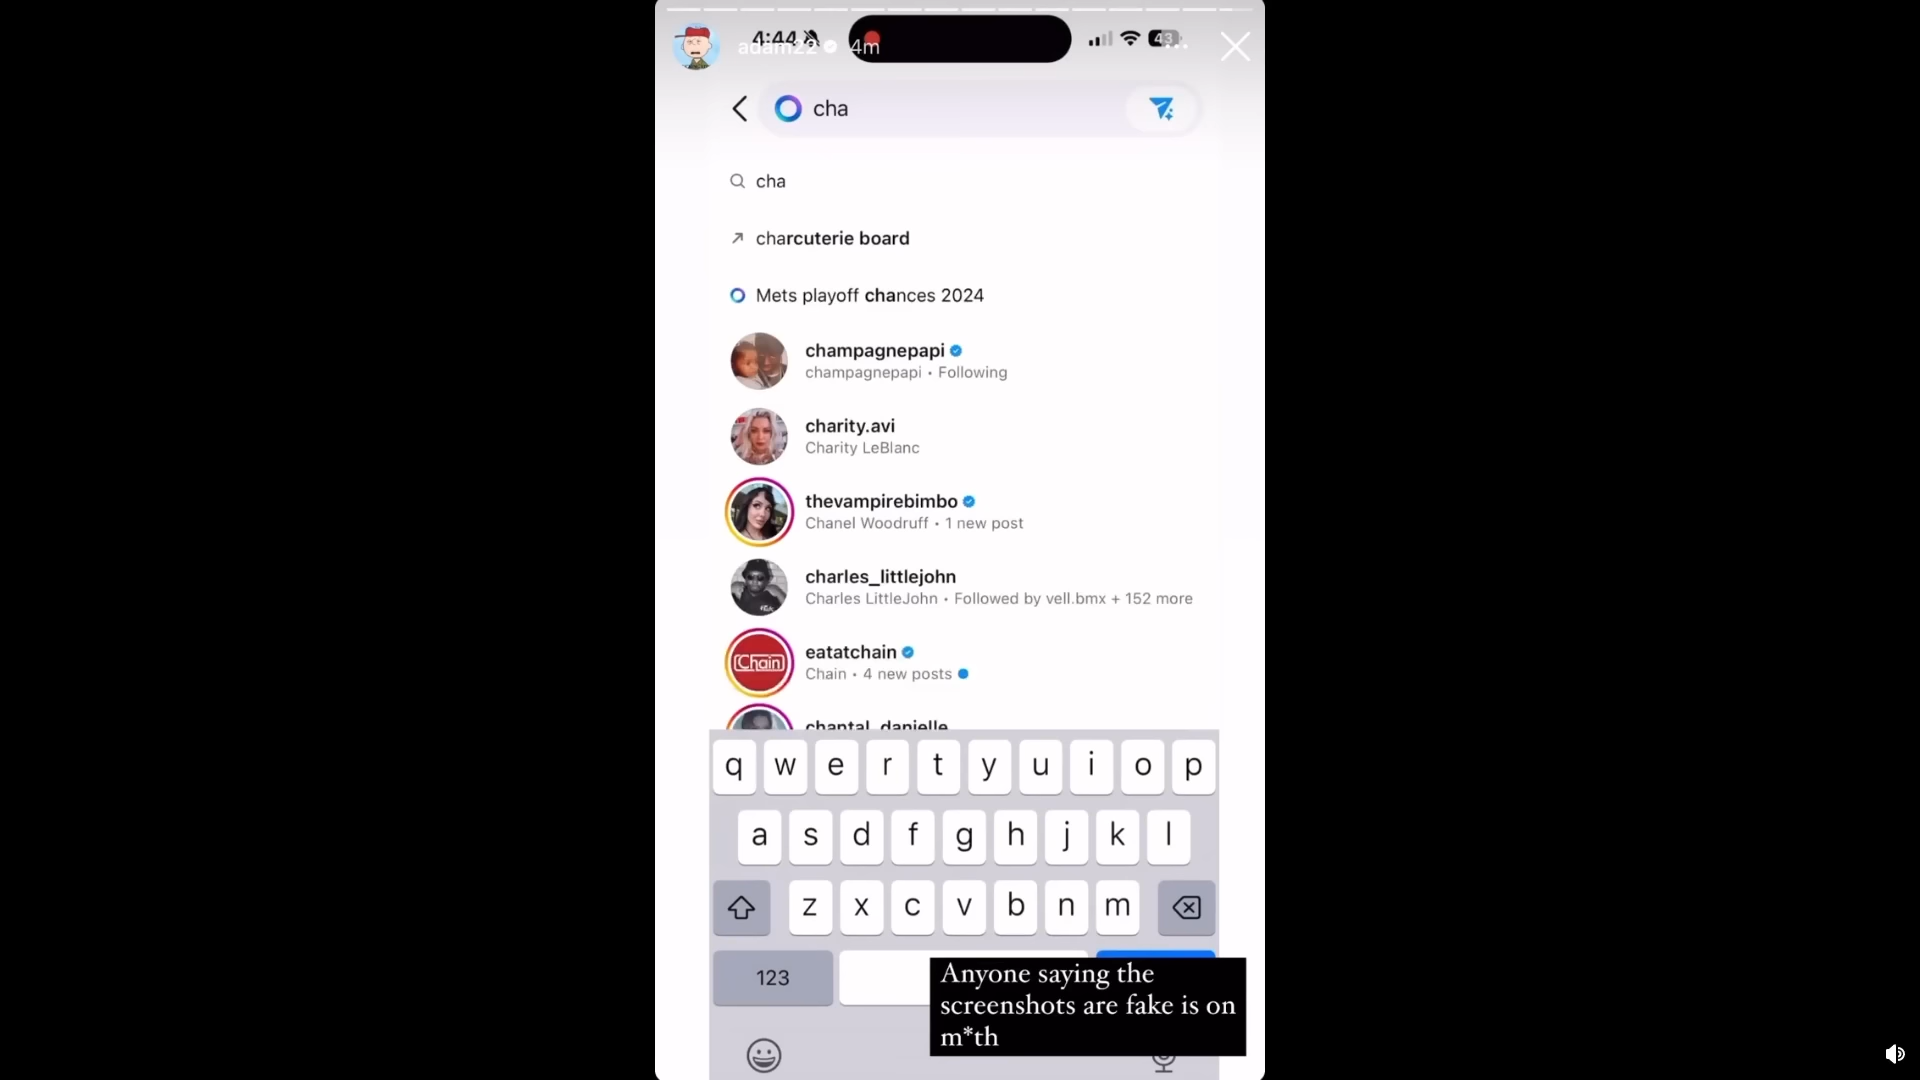 4:44
adam22 4m
43
cha
cha
charcuterie board
Mets playoff chances 2024
champagnepapi
champagnepapi • Following
charity.avi
Charity LeBlanc
thevampirebimbo
Chanel Woodruff • 1 new post
charles_littlejohn
Charles LittleJohn • Followed by vell.bmx + 152 more
Chain
eatatchain
Chain • 4 new posts
chantal_danielle
q w e r t y u i o p
a s d f g h j k l
z x c v b n m
123
Anyone saying the
screenshots are fake is on
m*th